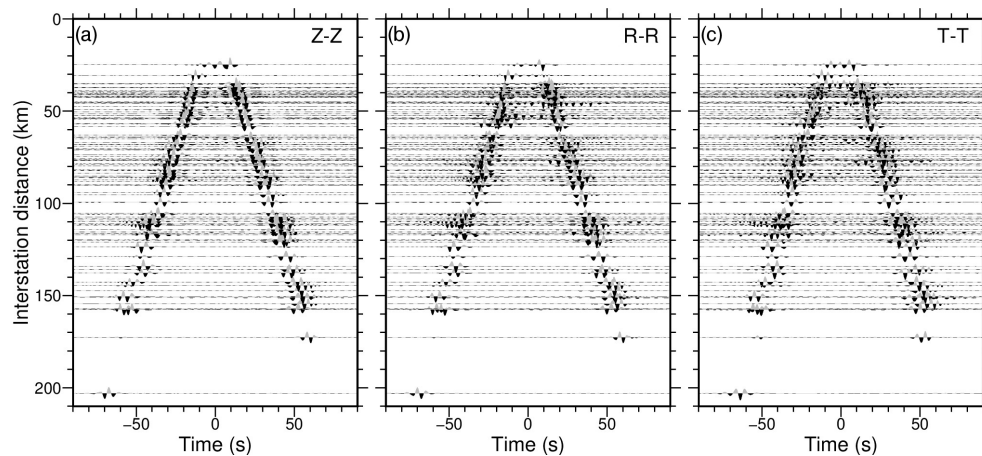 (a) Z-Z
(b) R-R
(c) T-T
Interstation distance (km)
0
50
100
150
200
−50 0 50
−50 0 50
−50 0 50
Time (s)
Time (s)
Time (s)